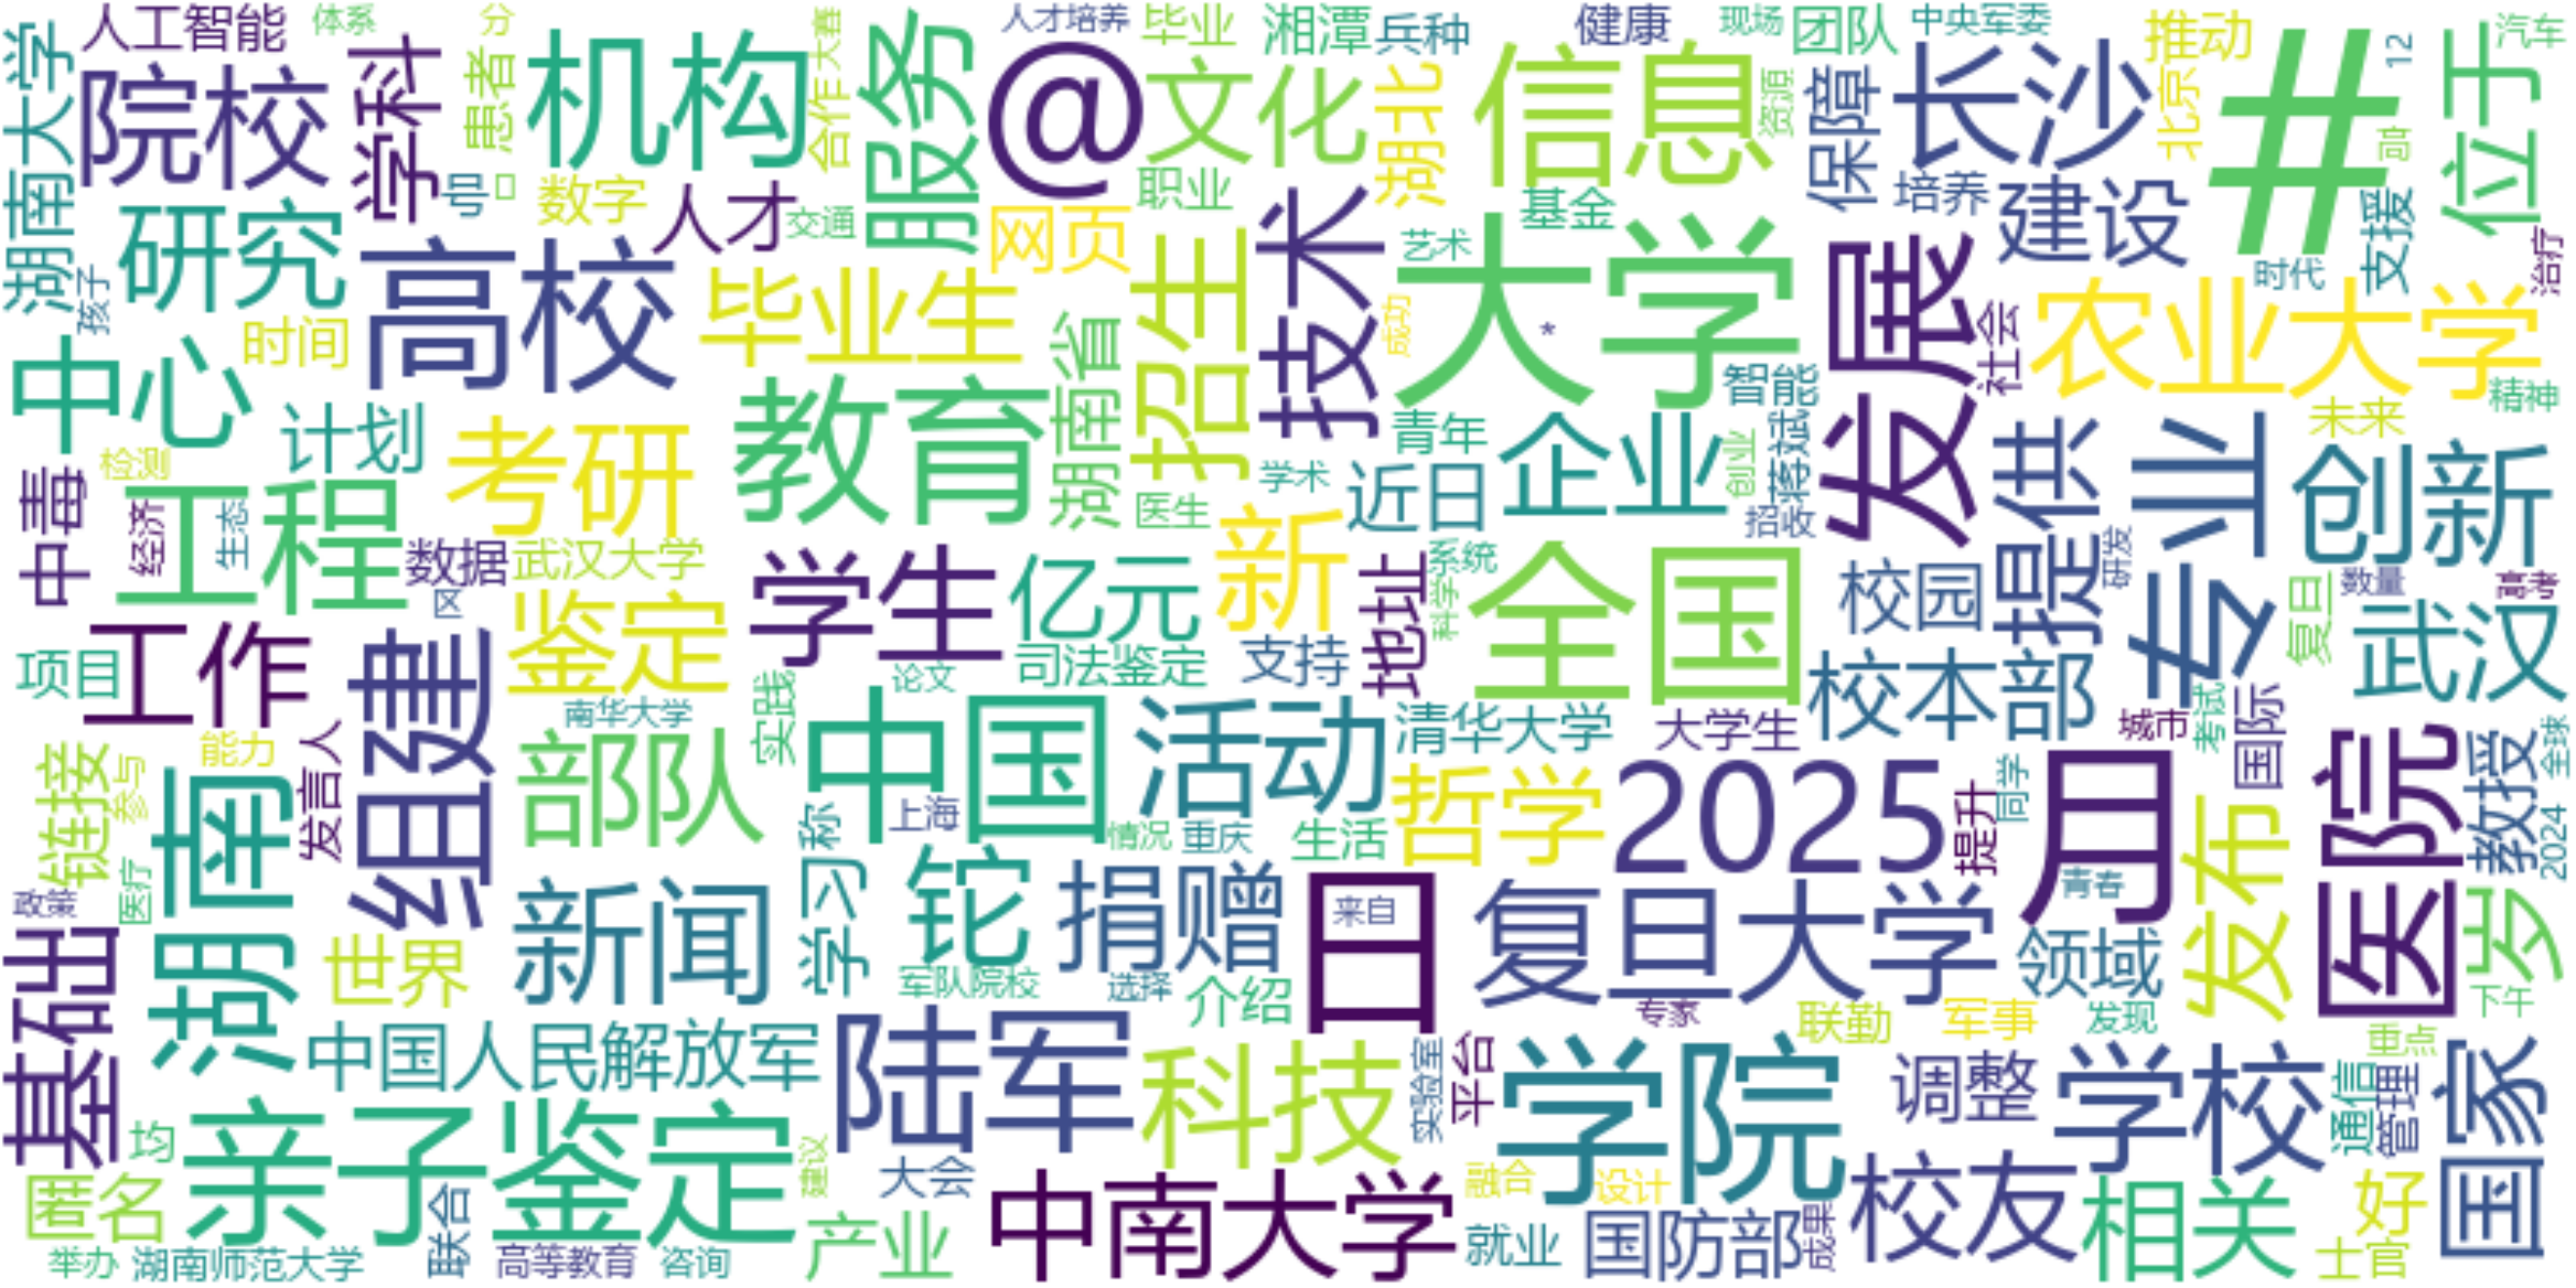 人工智能
体系
分
人才培养
毕业
湘潭
兵种
健康
现场
团队
中央军委
推动
12
汽车
湖南大学
院校
学科
患者
机构
合作
大赛
服务
@
文化
湖北
信息
资源
保障
长沙
北京
#
高
位于
号
口
数字
人才
交通
职业
基金
培养
建设
支援
研究
高校
网页
招生
技术
艺术
大学
发展
时代
治疗
孩子
时间
毕业生
湖南省
成功
*
社会
农业大学
中心
计划
考研
教育
青年
企业
智能
蒋斌斌
提供
专业
未来
精神
创新
检测
中毒
工程
经济
生态
医生
学术
近日
创业
招收
研发
数据
武汉大学
学生
亿元
新
地址
系统
科学
全国
校园
数量
高考
复旦
武汉
区
鉴定
司法鉴定
支持
校本部
项目
工作
组建
南华大学
实践
论文
中国
活动
清华大学
大学生
城市
考试
国际
全球
链接
参与
能力
发言人
部队
上海
情况
重庆
生活
哲学
2025
提升
同学
月
发布
医院
教授
2024
政策
医疗
湖南
世界
新闻
学习
称
铊
捐赠
日
来自
复旦大学
青春
领域
岁
基础
军队院校
选择
介绍
专家
联勤
军事
发现
下午
中国人民解放军
陆军
科技
实验室
平台
学院
调整
学校
重点
通信
管理
国家
均
匿名
亲子鉴定
建议
大会
中南大学
融合
设计
校友
相关
好
举办
湖南师范大学
联合
高等教育
咨询
产业
就业
国防部
成果
士官